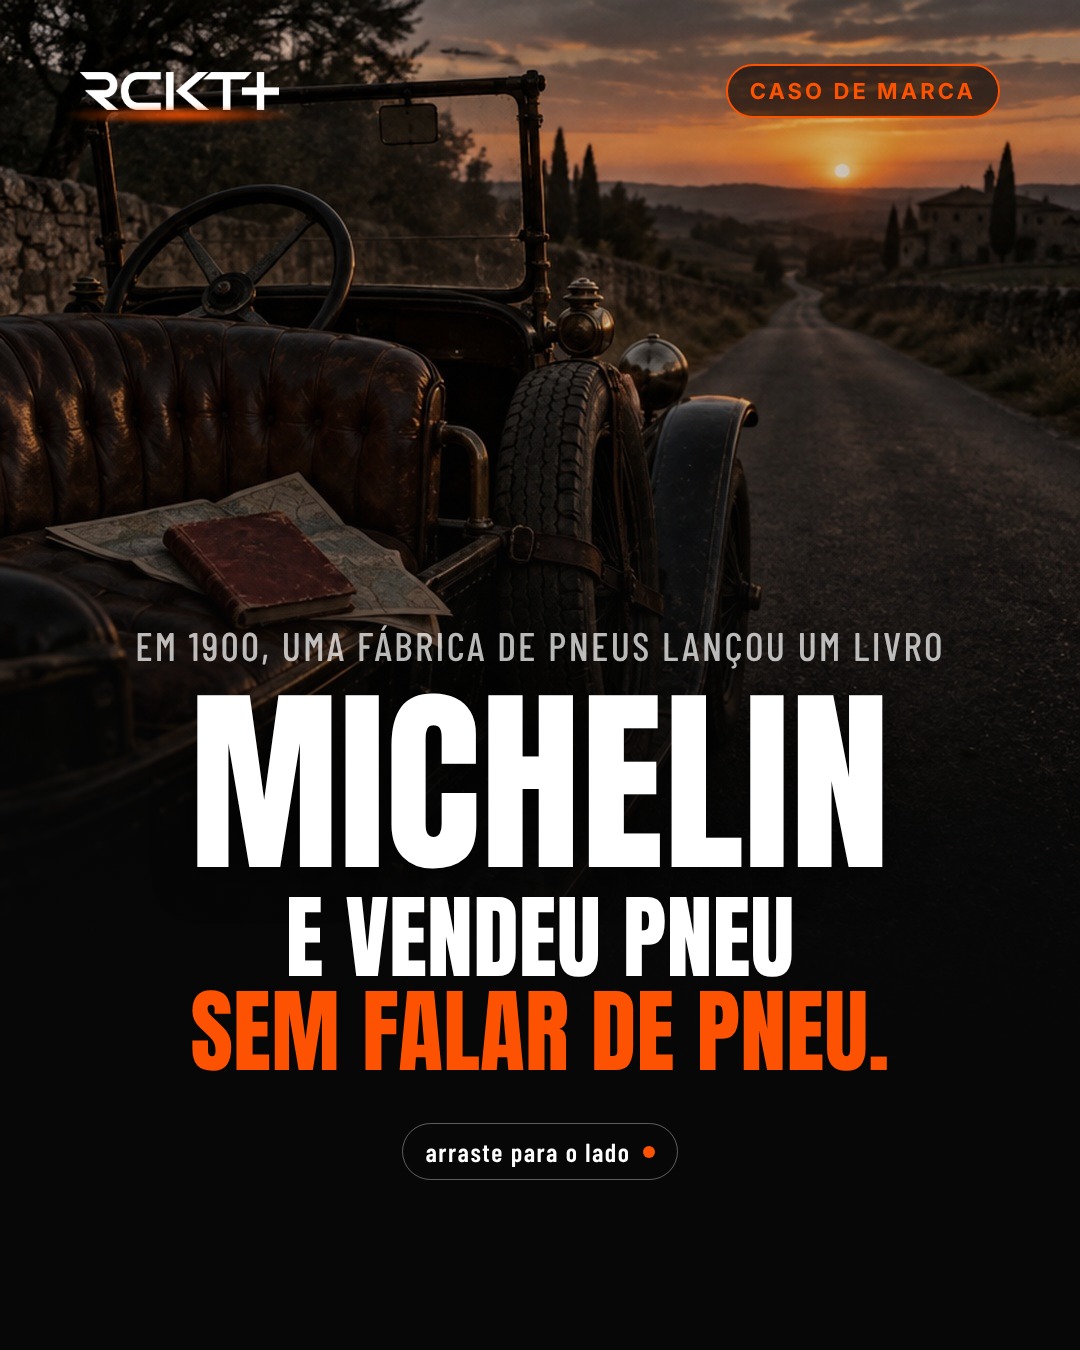 RCKT+
CASO DE MARCA
EM 1900, UMA FÁBRICA DE PNEUS LANÇOU UM LIVRO
MICHELIN
E VENDEU PNEU
SEM FALAR DE PNEU.
arraste para o lado